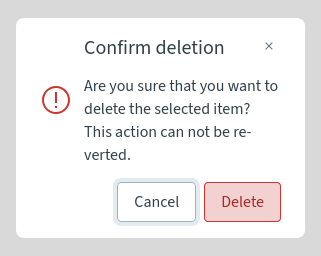 Confirm deletion ×
Are you sure that you want to
delete the selected item?
This action can not be re-
verted.
Cancel Delete